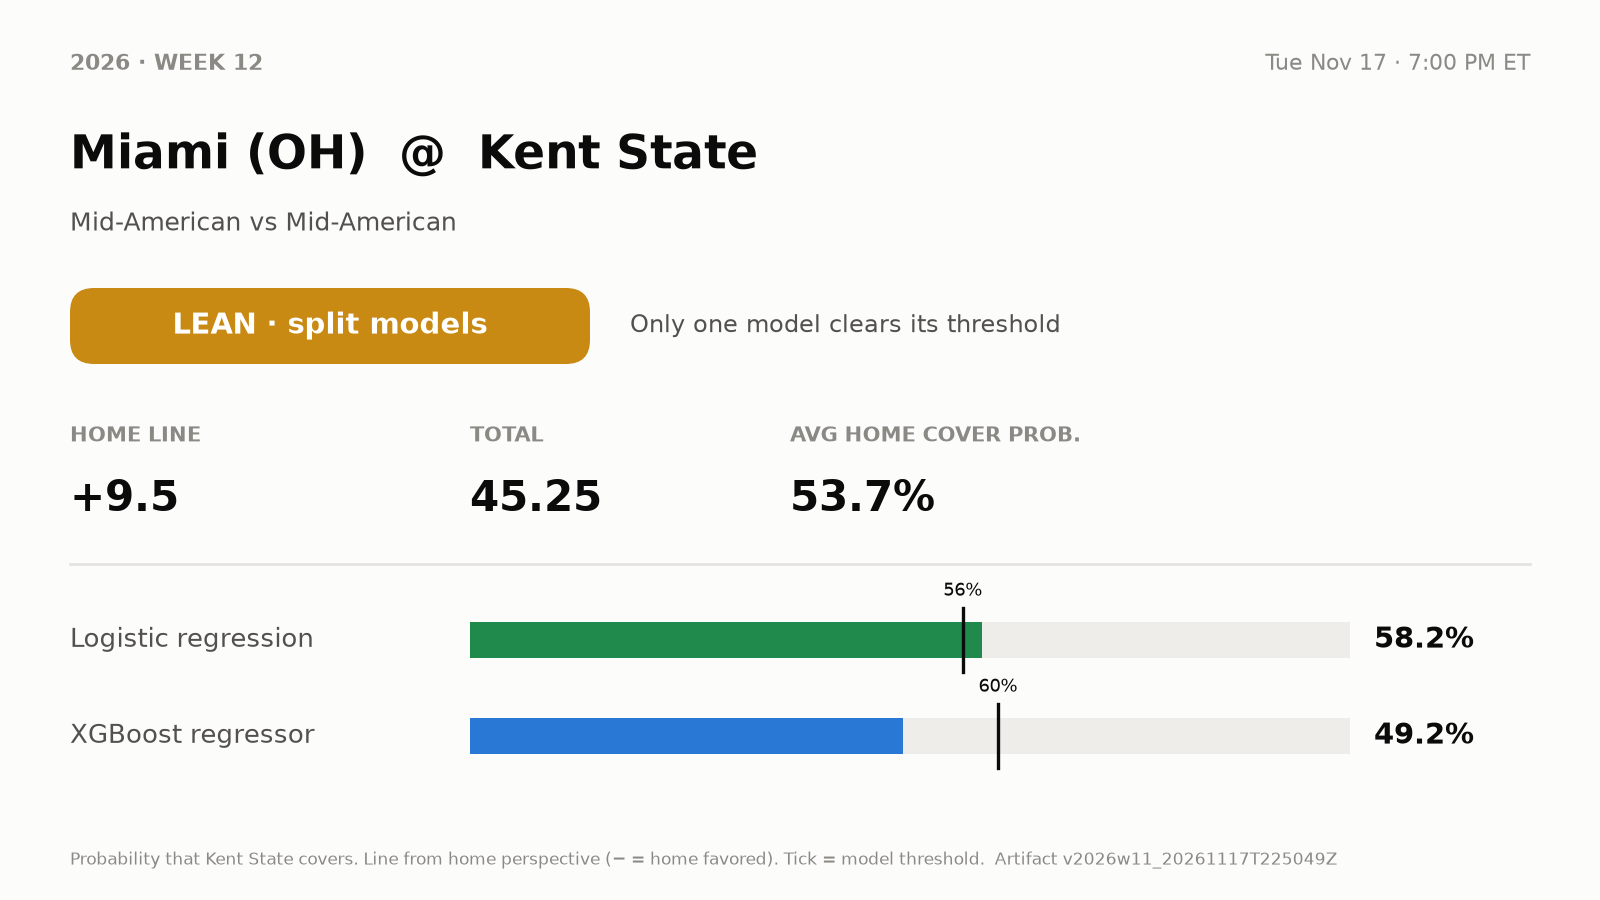 2026 · WEEK 12
Tue Nov 17 · 7:00 PM ET
Miami (OH) @ Kent State
Mid-American vs Mid-American
LEAN · split models
Only one model clears its threshold
HOME LINE
TOTAL
AVG HOME COVER PROB.
+9.5
45.25
53.7%
56%
Logistic regression
58.2%
60%
XGBoost regressor
49.2%
Probability that Kent State covers. Line from home perspective (− = home favored). Tick = model threshold. Artifact v2026w11_20261117T225049Z